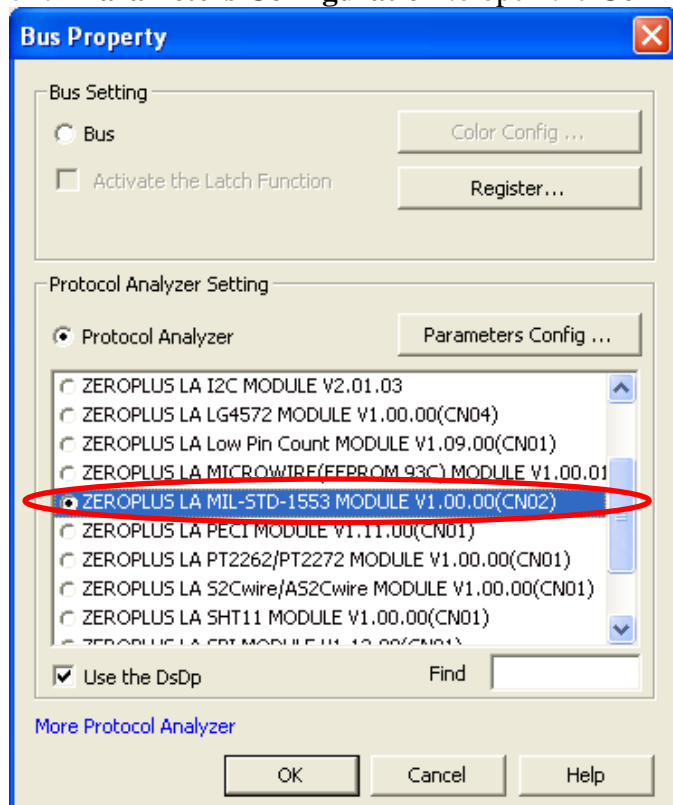 Bus Property
Bus Setting
Bus
Color Config ...
Activate the Latch Function
Register...
Protocol Analyzer Setting
Protocol Analyzer
Parameters Config ...
ZEROPLUS LA I2C MODULE V2.01.03
ZEROPLUS LA LG4572 MODULE V1.00.00(CN04)
ZEROPLUS LA Low Pin Count MODULE V1.09.00(CN01)
ZEROPLUS LA MICROWIRE(EEPROM 93C) MODULE V1.00.01
ZEROPLUS LA MIL-STD-1553 MODULE V1.00.00(CN02)
ZEROPLUS LA PECI MODULE V1.11.00(CN01)
ZEROPLUS LA PT2262/PT2272 MODULE V1.00.00(CN01)
ZEROPLUS LA S2Cwire/AS2Cwire MODULE V1.00.00(CN01)
ZEROPLUS LA SHT11 MODULE V1.00.00(CN01)
Use the DsDp
Find
More Protocol Analyzer
OK
Cancel
Help